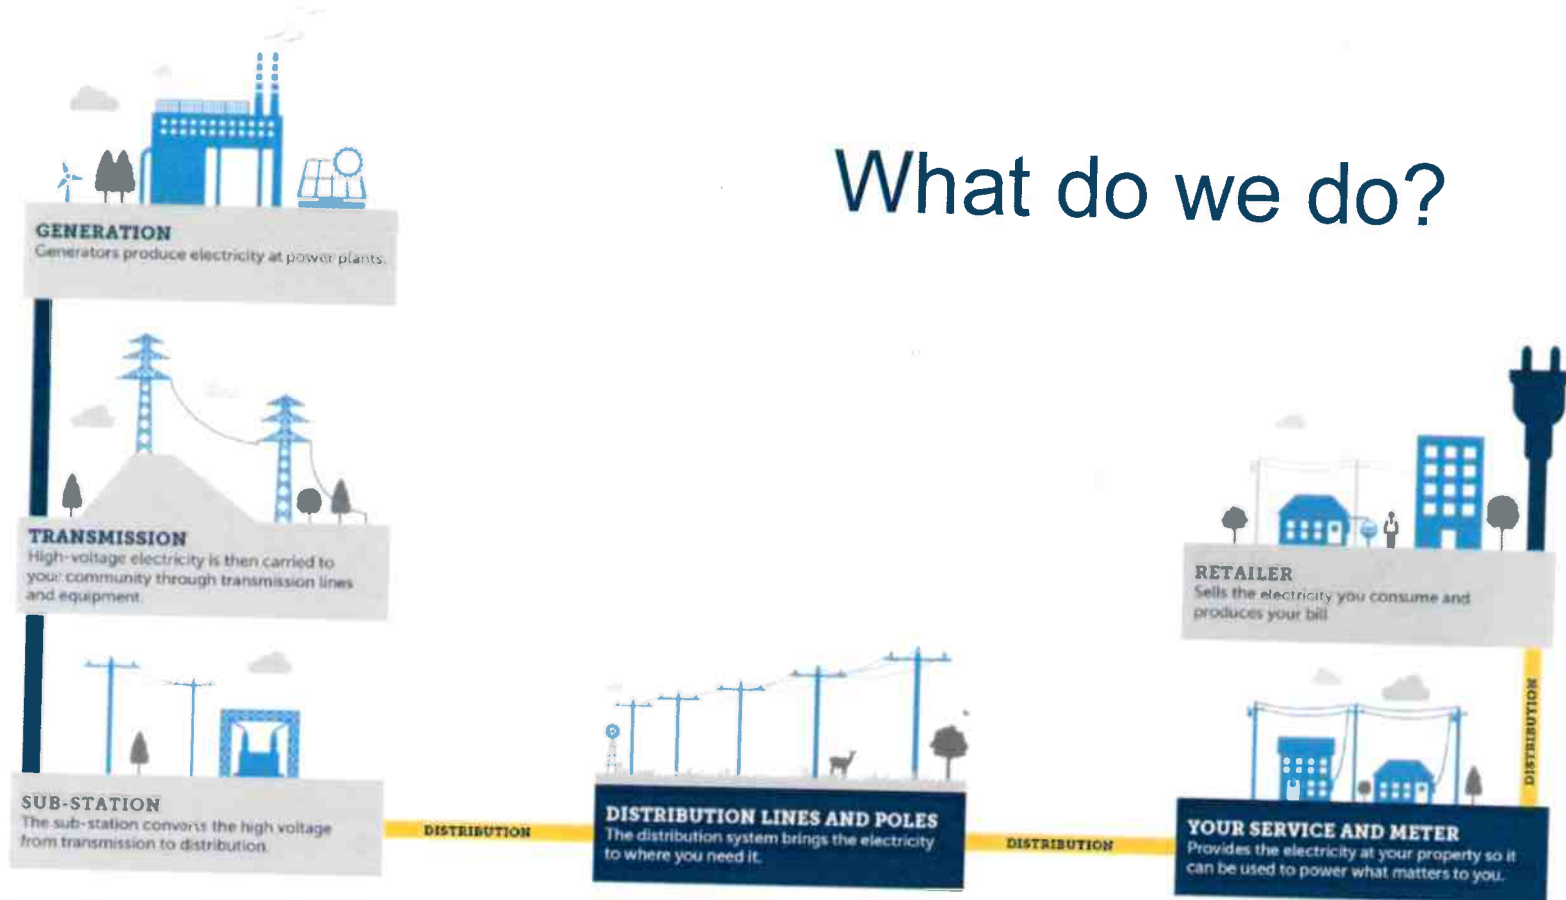 What do we do?
GENERATION
Generators produce electricity at power plants.
TRANSMISSION
High-voltage electricity is then carried to
your community through transmission lines
and equipment.
SUB-STATION
The sub-station converts the high voltage
from transmission to distribution.
DISTRIBUTION
DISTRIBUTION LINES AND POLES
The distribution system brings the electricity
to where you need it.
DISTRIBUTION
YOUR SERVICE AND METER
Provides the electricity at your property so it
can be used to power what matters to you.
DISTRIBUTION
RETAILER
Sells the electricity you consume and
produces your bill